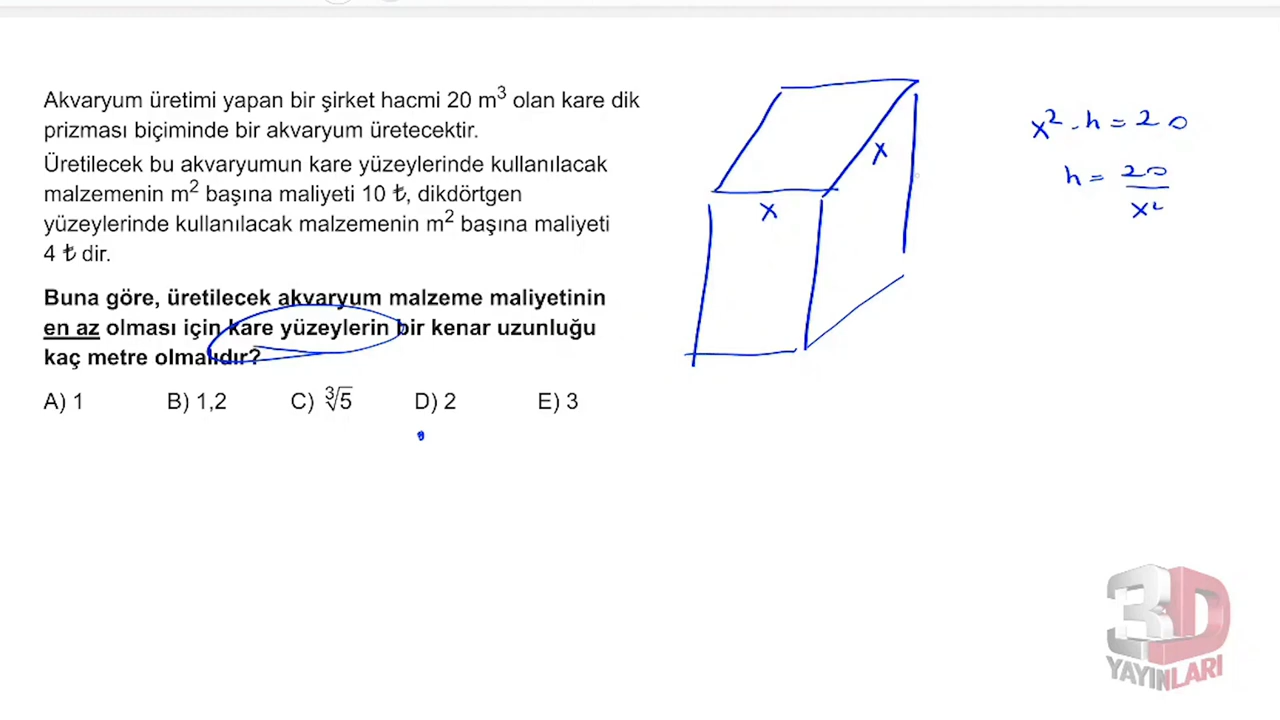 Akvaryum üretimi yapan bir şirket hacmi 20 m³ olan kare dik
prizması biçiminde bir akvaryum üretecektir.
Üretilecek bu akvaryumun kare yüzeylerinde kullanılacak
malzemenin m² başına maliyeti 10 ₺, dikdörtgen
yüzeylerinde kullanılacak malzemenin m² başına maliyeti
4 ₺ dir.
Buna göre, üretilecek akvaryum malzeme maliyetinin
en az olması için kare yüzeylerin bir kenar uzunluğu
kaç metre olmalıdır?
A) 1 B) 1,2 C) ∛5 D) 2 E) 3
x
x
x² · h = 20
h = 20/x²
3D
YAYINLARI